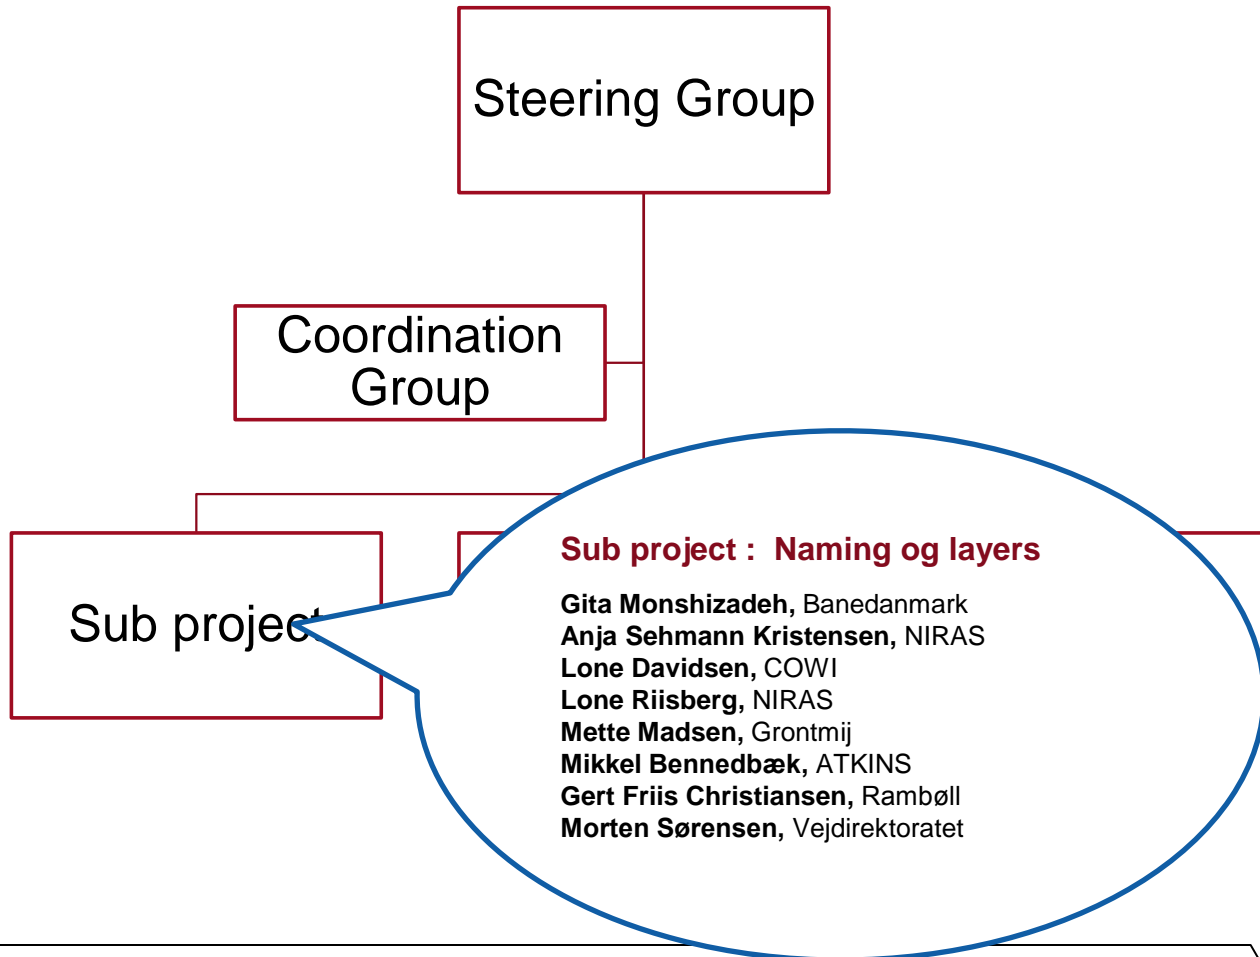 Steering Group
Coordination
Group
Sub project
Sub project :  Naming og layers
Gita Monshizadeh, Banedanmark
Anja Sehmann Kristensen, NIRAS
Lone Davidsen, COWI
Lone Riisberg, NIRAS
Mette Madsen, Grontmij
Mikkel Bennedbæk, ATKINS
Gert Friis Christiansen, Rambøll
Morten Sørensen, Vejdirektoratet